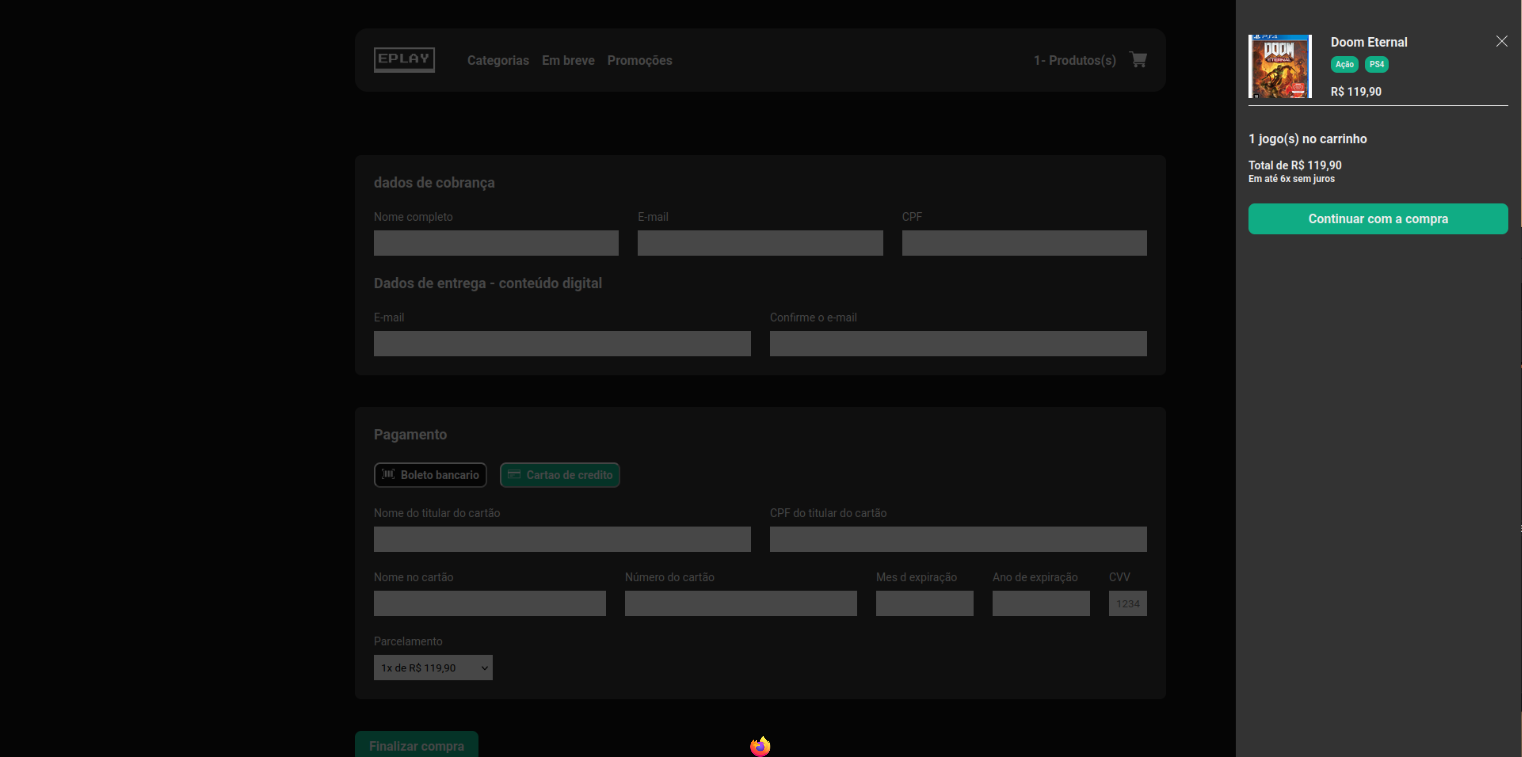 EPLAY
Categorias Em breve Promoções
1- Produtos(s)
dados de cobrança
Nome completo E-mail CPF
Dados de entrega - conteúdo digital
E-mail Confirme o e-mail
Pagamento
Boleto bancario Cartao de credito
Nome do titular do cartão CPF do titular do cartão
Nome no cartão Número do cartão Mes d expiração Ano de expiração CVV
1234
Parcelamento
1x de R$ 119,90
Finalizar compra
PS4
DOOM
ETERNAL
Doom Eternal
Ação PS4
R$ 119,90
1 jogo(s) no carrinho
Total de R$ 119,90
Em até 6x sem juros
Continuar com a compra